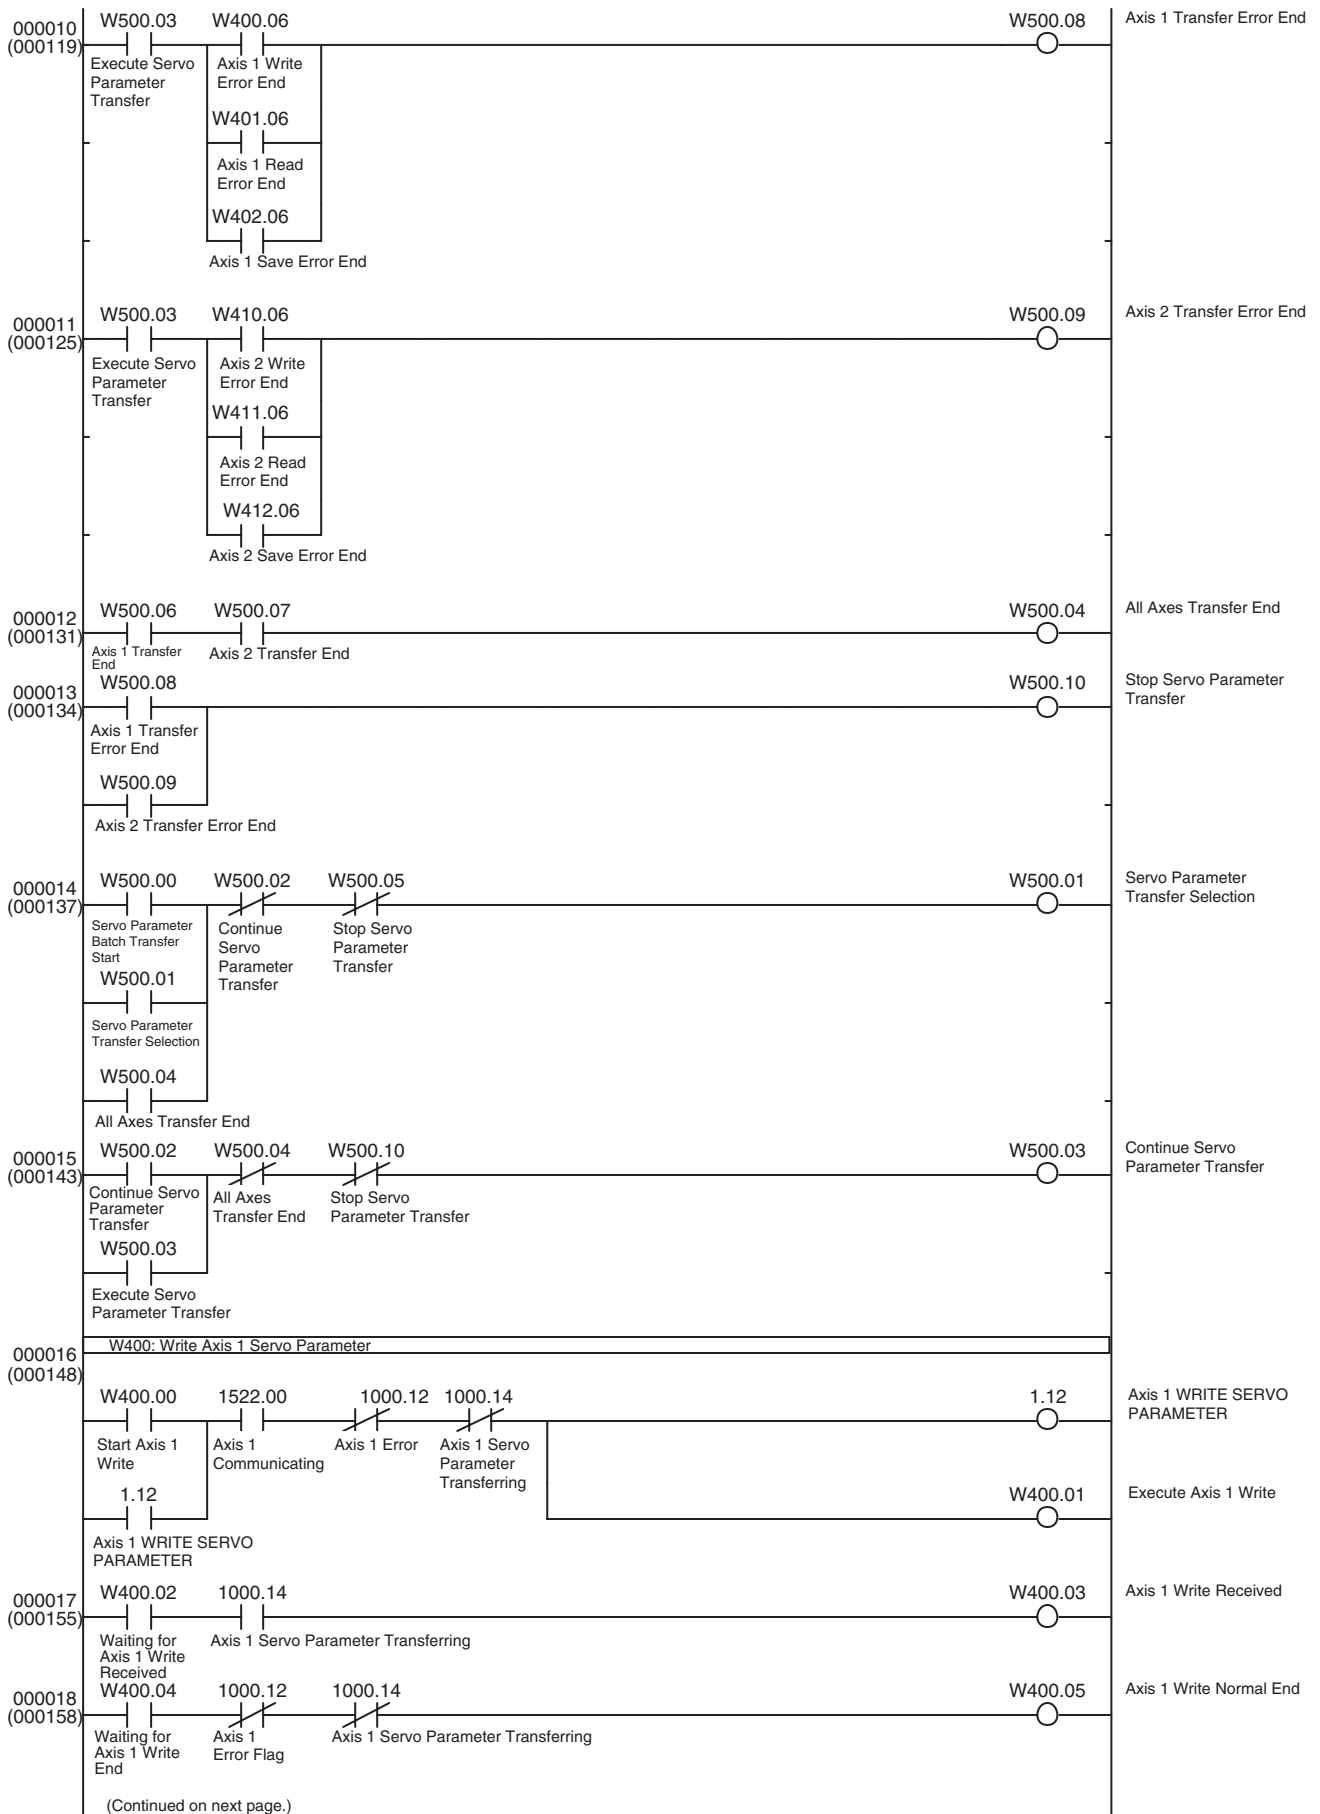 W500.03 W400.06 W500.08 Axis 1 Transfer Error End
000010
(000119)
Execute Servo
Parameter
Transfer
Axis 1 Write
Error End
W401.06
Axis 1 Read
Error End
W402.06
Axis 1 Save Error End
W500.03 W410.06 W500.09 Axis 2 Transfer Error End
000011
(000125)
Execute Servo
Parameter
Transfer
Axis 2 Write
Error End
W411.06
Axis 2 Read
Error End
W412.06
Axis 2 Save Error End
W500.06 W500.07 W500.04 All Axes Transfer End
000012
(000131)
Axis 1 Transfer
End
Axis 2 Transfer End
W500.08 W500.10 Stop Servo Parameter
Transfer
000013
(000134)
Axis 1 Transfer
Error End
W500.09
Axis 2 Transfer Error End
W500.00 W500.02 W500.05 W500.01 Servo Parameter
Transfer Selection
000014
(000137)
Servo Parameter
Batch Transfer
Start
Continue
Servo
Parameter
Transfer
Stop Servo
Parameter
Transfer
W500.01
Servo Parameter
Transfer Selection
W500.04
All Axes Transfer End
W500.02 W500.04 W500.10 W500.03 Continue Servo
Parameter Transfer
000015
(000143)
Continue Servo
Parameter
Transfer
All Axes
Transfer End
Stop Servo
Parameter Transfer
W500.03
Execute Servo
Parameter Transfer
W400: Write Axis 1 Servo Parameter
000016
(000148)
W400.00 1522.00 1000.12 1000.14 1.12 Axis 1 WRITE SERVO
PARAMETER
Start Axis 1
Write
Axis 1
Communicating
Axis 1 Error
Axis 1 Servo
Parameter
Transferring
1.12 W400.01 Execute Axis 1 Write
Axis 1 WRITE SERVO
PARAMETER
W400.02 1000.14 W400.03 Axis 1 Write Received
000017
(000155)
Waiting for
Axis 1 Write
Received
Axis 1 Servo Parameter Transferring
W400.04 1000.12 1000.14 W400.05 Axis 1 Write Normal End
000018
(000158)
Waiting for
Axis 1 Write
End
Axis 1
Error Flag
Axis 1 Servo Parameter Transferring
(Continued on next page.)